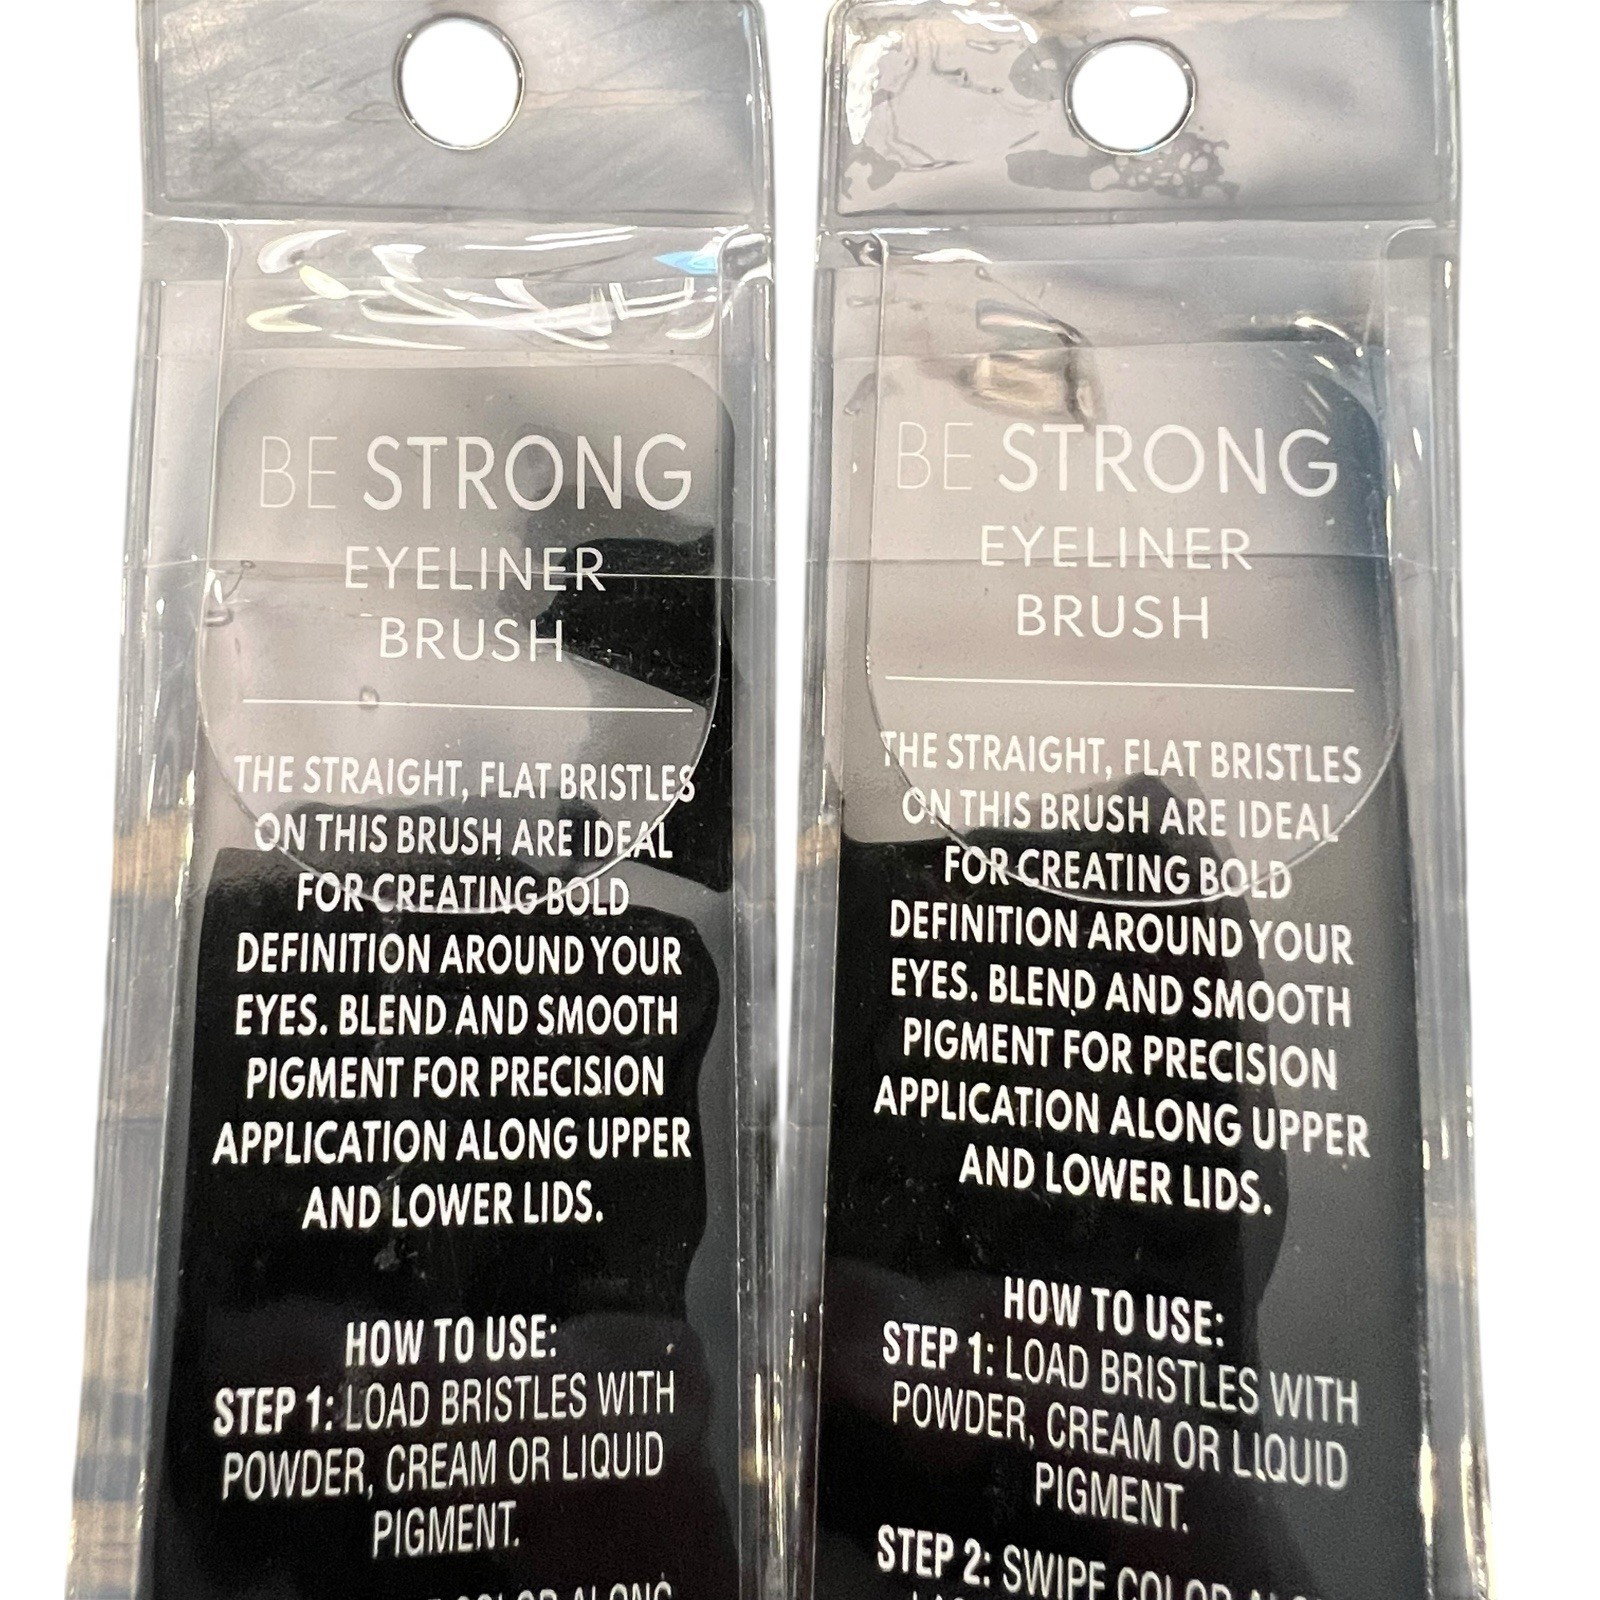 BE STRONG
EYELINER
BRUSH
THE STRAIGHT, FLAT BRISTLES
ON THIS BRUSH ARE IDEAL
FOR CREATING BOLD
DEFINITION AROUND YOUR
EYES. BLEND AND SMOOTH
PIGMENT FOR PRECISION
APPLICATION ALONG UPPER
AND LOWER LIDS.
HOW TO USE:
STEP 1: LOAD BRISTLES WITH
POWDER, CREAM OR LIQUID
PIGMENT.
COLOR ALONG
BE STRONG
EYELINER
BRUSH
THE STRAIGHT, FLAT BRISTLES
ON THIS BRUSH ARE IDEAL
FOR CREATING BOLD
DEFINITION AROUND YOUR
EYES. BLEND AND SMOOTH
PIGMENT FOR PRECISION
APPLICATION ALONG UPPER
AND LOWER LIDS.
HOW TO USE:
STEP 1: LOAD BRISTLES WITH
POWDER, CREAM OR LIQUID
PIGMENT.
STEP 2: SWIPE COLOR